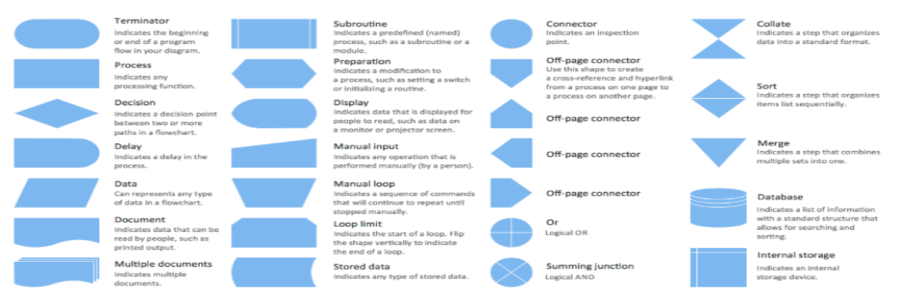 Terminator
Indicates the beginning
or end of a program
flow in your diagram.
Process
Indicates any
processing function.
Decision
Indicates a decision point
between two or more
paths in a flowchart.
Delay
Indicates a delay in the
process.
Data
Can represents any type
of data in a flowchart.
Document
Indicates data that can be
read by people, such as
printed output.
Multiple documents
Indicates multiple
documents.
Subroutine
Indicates a predefined (named)
process, such as a subroutine or a
module.
Preparation
Indicates a modification to
a process, such as setting a switch
or initializing a routine.
Display
Indicates data that is displayed for
people to read, such as data on
a monitor or projector screen.
Manual input
Indicates any operation that is
performed manually (by a person).
Manual loop
Indicates a sequence of commands
that will continue to repeat until
stopped manually.
Loop limit
Indicates the start of a loop. Flip
the shape vertically to indicate
the end of a loop.
Stored data
Indicates any type of stored data.
Connector
Indicates an inspection
point.
Off-page connector
Use this shape to create
a cross-reference and hyperlink
from a process on one page to
a process on another page.
Off-page connector
Off-page connector
Off-page connector
Or
Logical OR
Summing junction
Logical AND
Collate
Indicates a step that organizes
data into a standard format.
Sort
Indicates a step that organizes
items list sequentially.
Merge
Indicates a step that combines
multiple sets into one.
Database
Indicates a list of information
with a standard structure that
allows for searching and
sorting.
Internal storage
Indicates an internal
storage device.